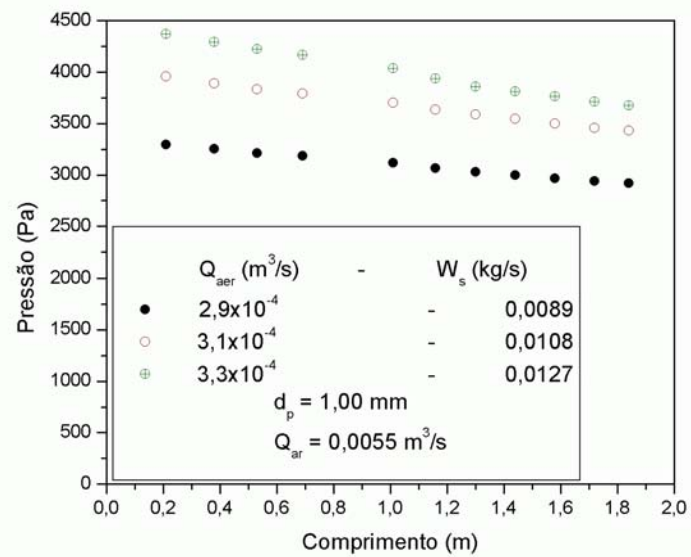 4500
4000
3500
3000
2500
2000
1500
1000
500
0
Pressão (Pa)
Q_aer (m³/s) - W_s (kg/s)
2,9x10⁻⁴ - 0,0089
3,1x10⁻⁴ - 0,0108
3,3x10⁻⁴ - 0,0127
d_p = 1,00 mm
Q_ar = 0,0055 m³/s
0,0 0,2 0,4 0,6 0,8 1,0 1,2 1,4 1,6 1,8 2,0
Comprimento (m)